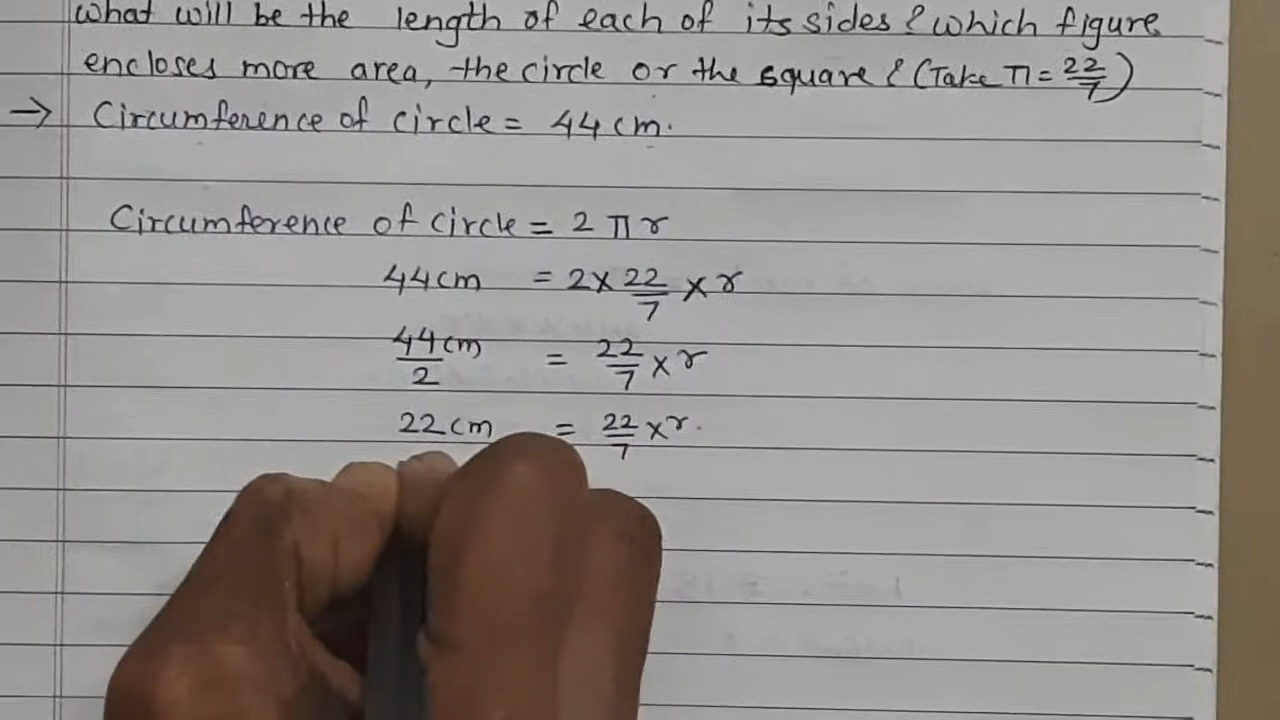 What will be the length of each of its sides? which figure
encloses more area, the circle or the square? (Take π = 22/7)
→ Circumference of circle = 44 cm.
Circumference of circle = 2 π r
44cm = 2 × 22/7 × r
44cm/2 = 22/7 × r
22cm = 22/7 × r.